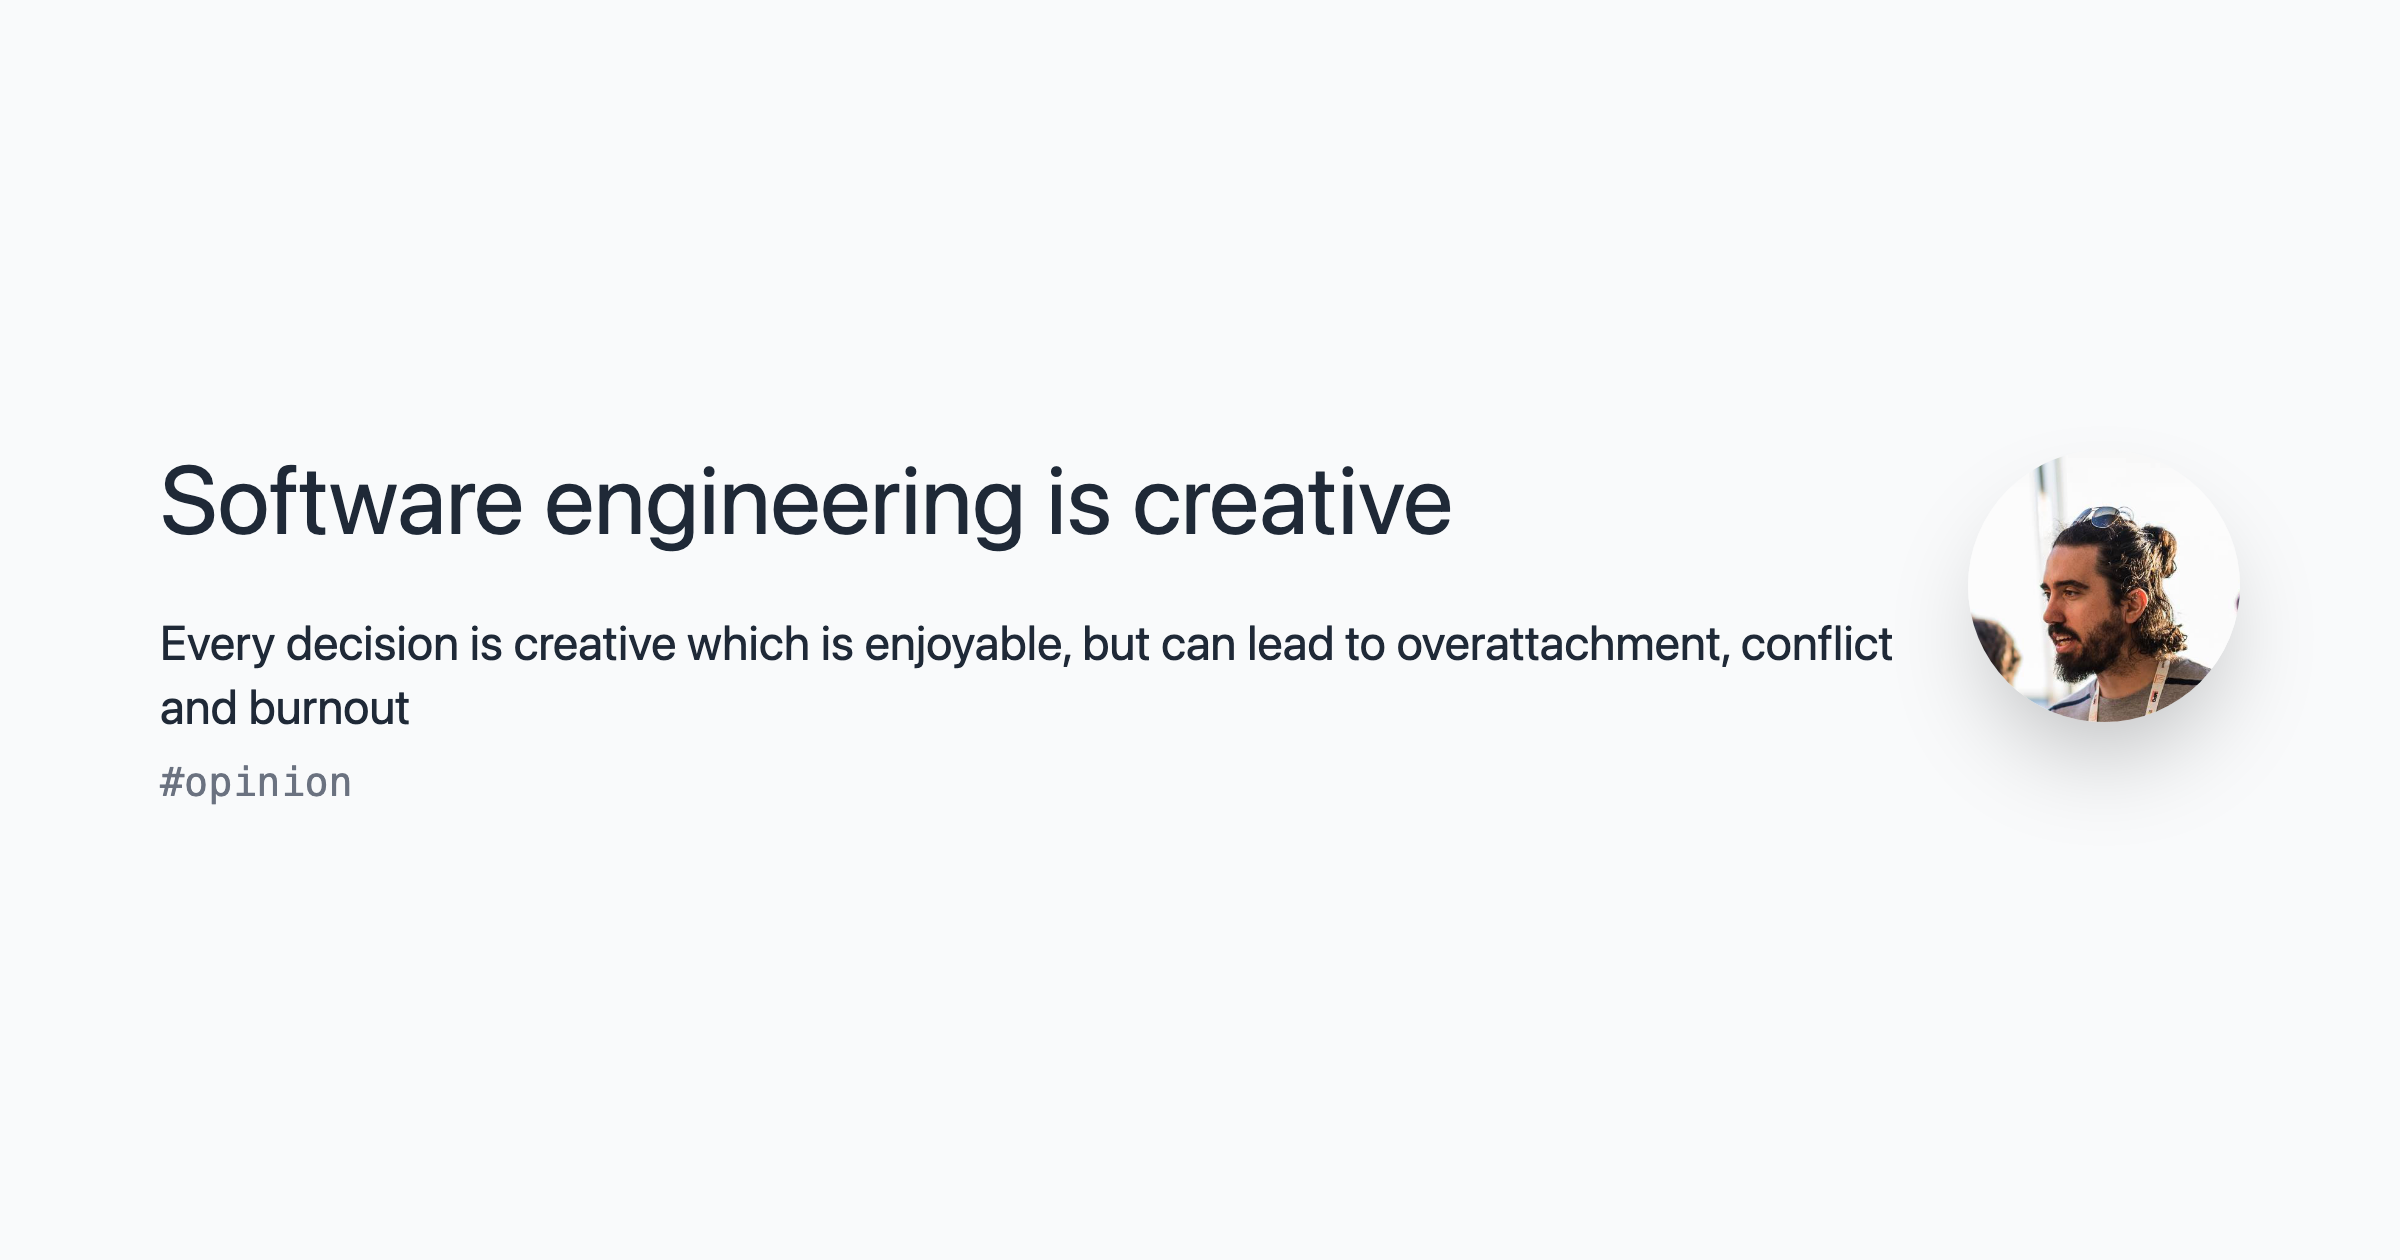 Software engineering is creative
Every decision is creative which is enjoyable, but can lead to overattachment, conflict
and burnout
#opinion